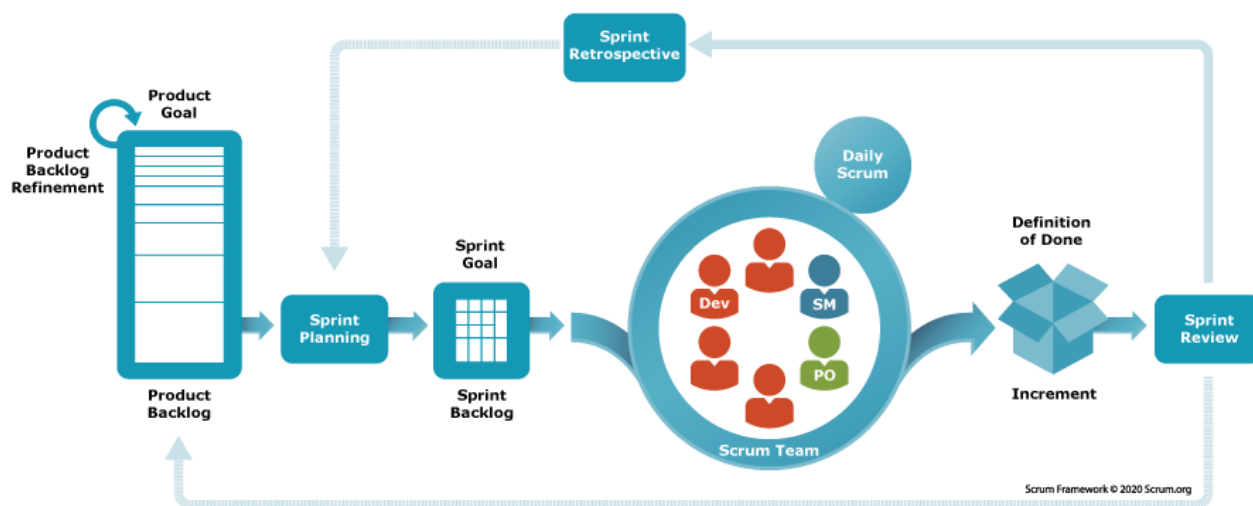 Sprint
Retrospective
Product
Goal
Product
Backlog
Refinement
Daily
Scrum
Definition
of Done
Sprint
Goal
Dev
SM
Sprint
Planning
Sprint
Review
PO
Product
Backlog
Sprint
Backlog
Increment
Scrum Team
Scrum Framework © 2020 Scrum.org